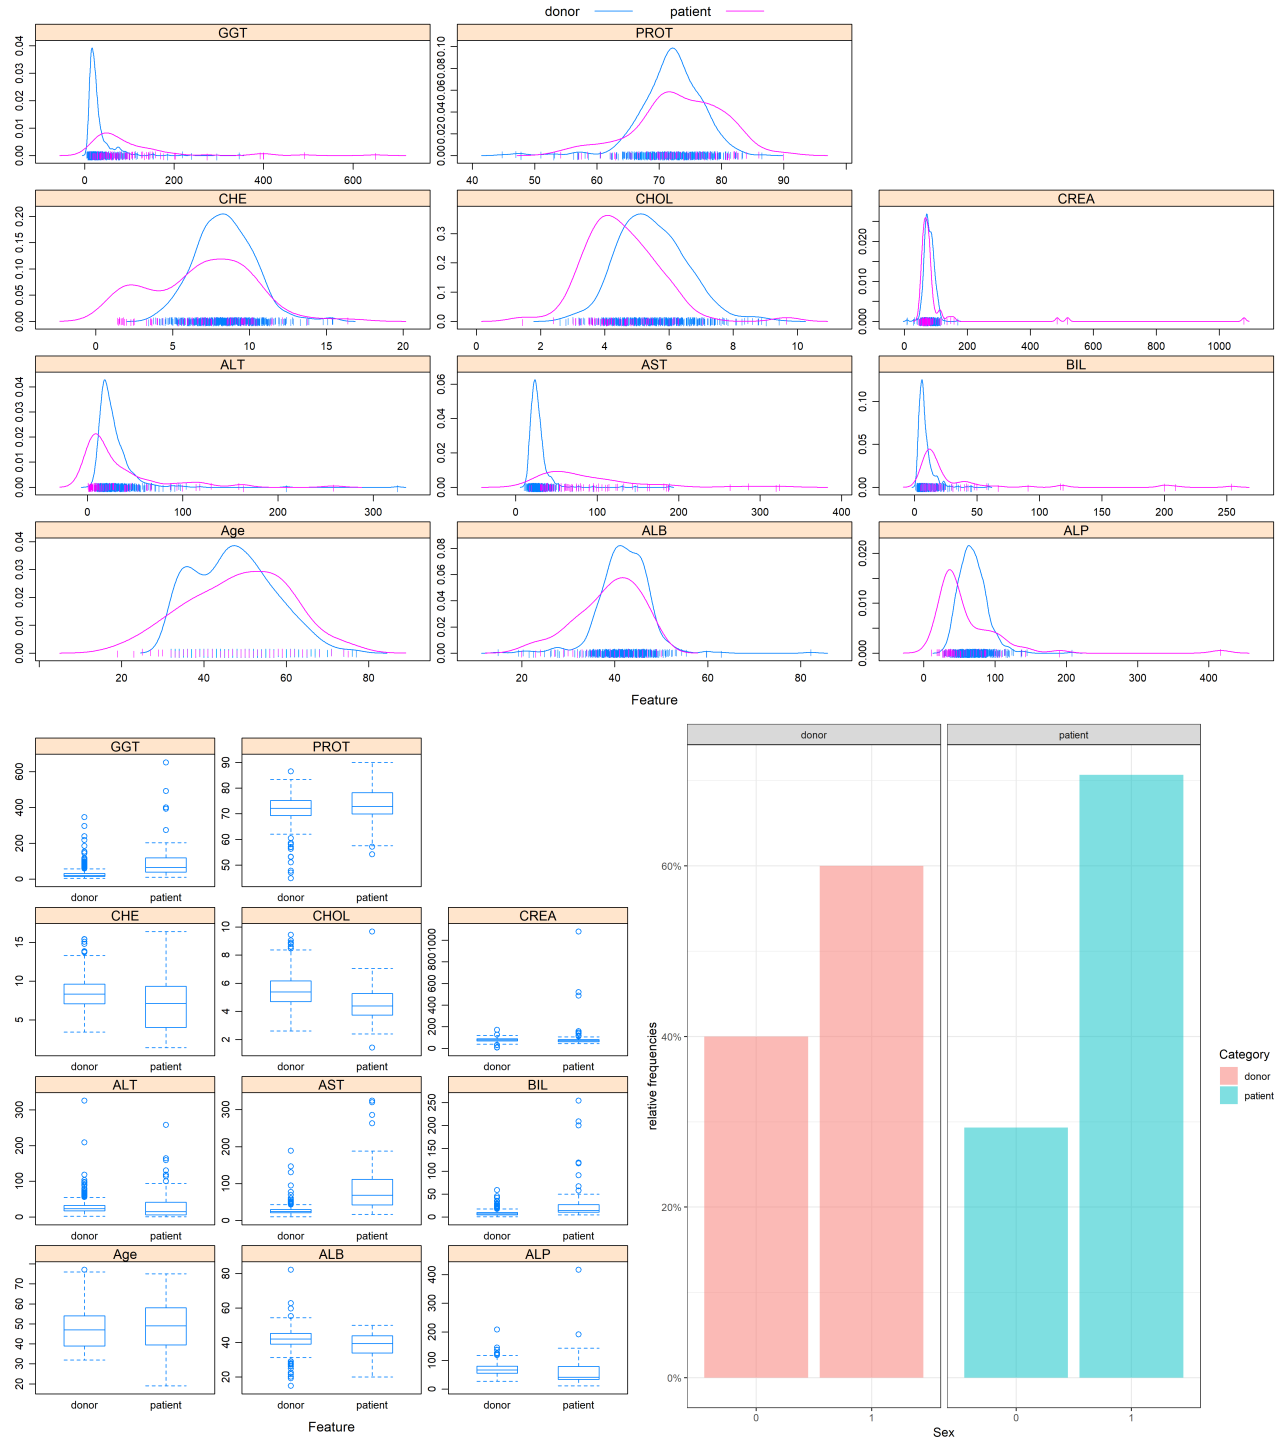 donor patient
GGT PROT
0.00 0.01 0.02 0.03 0.04
0.00 0.02 0.04 0.06 0.08 0.10
0 200 400 600
40 50 60 70 80 90
CHE CHOL CREA
0.00 0.05 0.10 0.15 0.20
0.0 0.1 0.2 0.3
0.000 0.010 0.020
0 5 10 15 20
0 2 4 6 8 10
0 200 400 600 800 1000
ALT AST BIL
0.00 0.01 0.02 0.03 0.04
0.00 0.02 0.04 0.06
0.00 0.05 0.10
0 100 200 300
0 100 200 300 400
0 50 100 150 200 250
Age ALB ALP
0.00 0.01 0.02 0.03 0.04
0.00 0.02 0.04 0.06 0.08
0.000 0.010 0.020
20 40 60 80
20 40 60 80
0 100 200 300 400
Feature
GGT PROT
0 200 400 600
50 60 70 80 90
donor patient donor patient
CHE CHOL CREA
5 10 15
2 4 6 8 10
0 200 400 600 800 1000
donor patient donor patient donor patient
ALT AST BIL
0 100 200 300
0 100 200 300
0 50 100 150 200 250
donor patient donor patient donor patient
Age ALB ALP
20 30 40 50 60 70
20 40 60 80
0 100 200 300 400
donor patient donor patient donor patient
Feature
donor patient
relative frequencies
60%
40%
20%
0%
0 1 0 1
Sex
Category
donor
patient